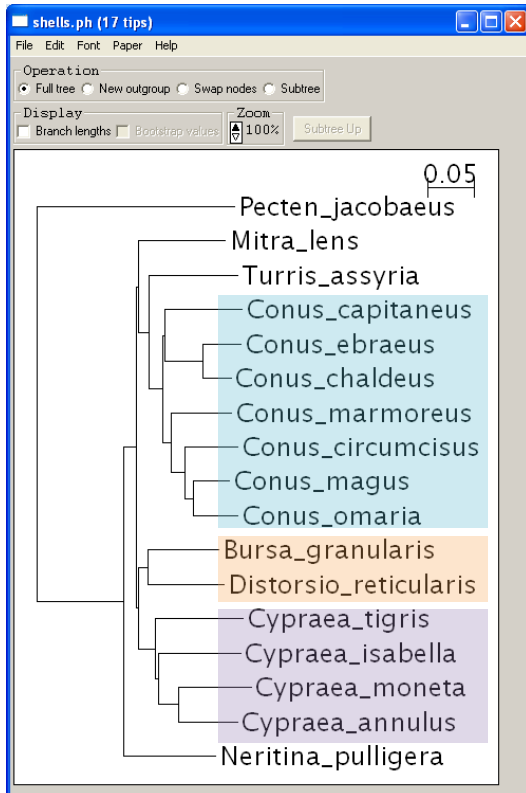 shells.ph (17 tips)
File Edit Font Paper Help
Operation
Full tree New outgroup Swap nodes Subtree
Display Zoom
Branch lengths Bootstrap values 100% Subtree Up
0.05
Pecten_jacobaeus
Mitra_lens
Turris_assyria
Conus_capitaneus
Conus_ebraeus
Conus_chaldeus
Conus_marmoreus
Conus_circumcisus
Conus_magus
Conus_omaria
Bursa_granularis
Distorsio_reticularis
Cypraea_tigris
Cypraea_isabella
Cypraea_moneta
Cypraea_annulus
Neritina_pulligera